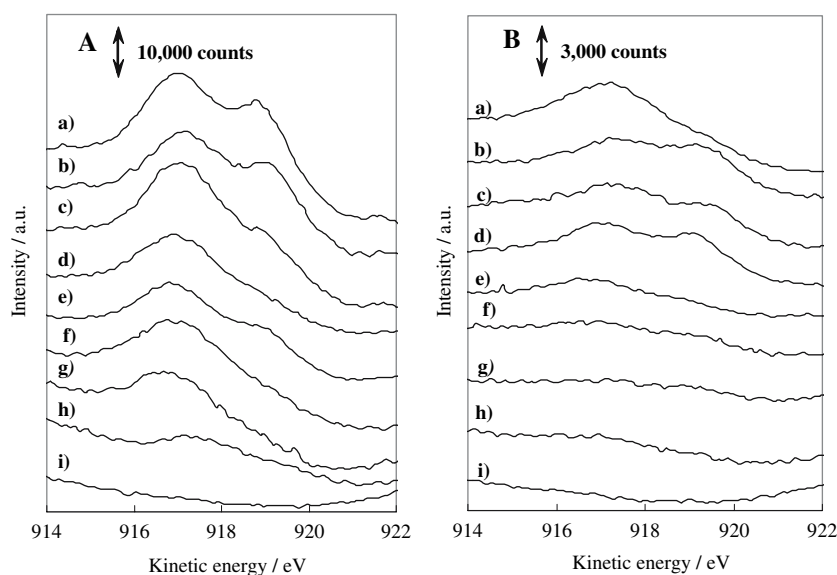 A
10,000 counts
a)
b)
c)
d)
e)
f)
g)
h)
i)
Intensity / a.u.
914 916 918 920 922
Kinetic energy / eV
B
3,000 counts
a)
b)
c)
d)
e)
f)
g)
h)
i)
Intensity / a.u.
914 916 918 920 922
Kinetic energy / eV